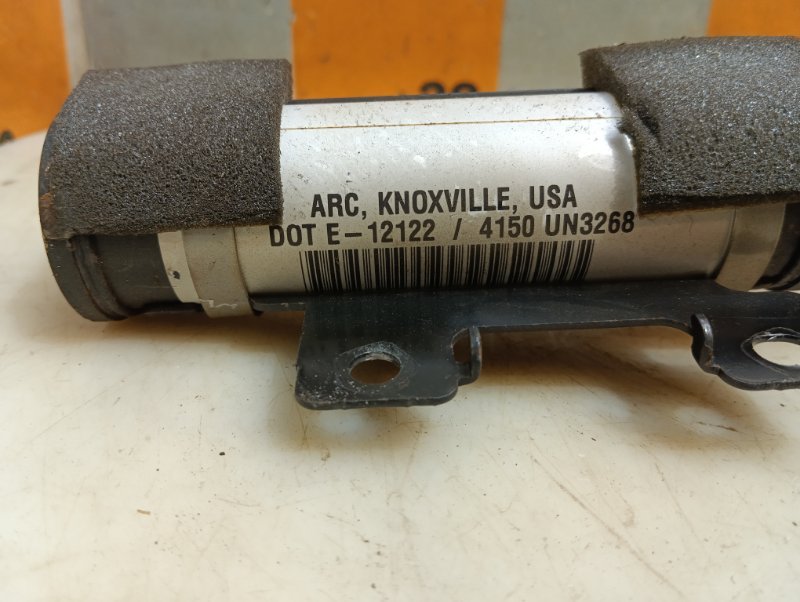 ARC, KNOXVILLE, USA
DOT E-12122 / 4150 UN3268